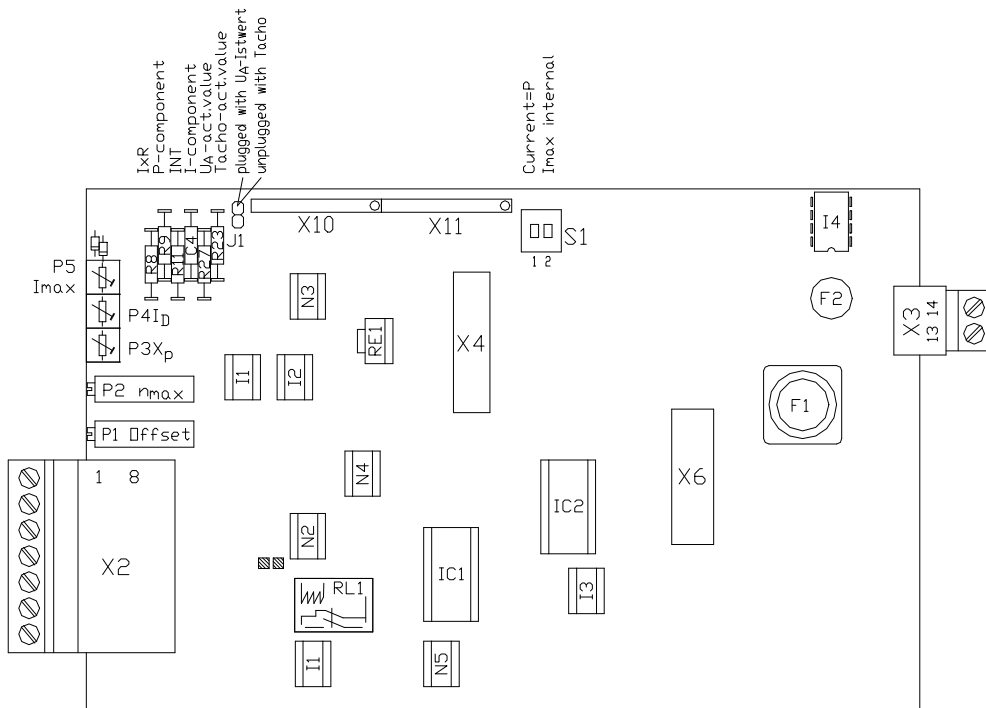 IxR
P-component
INT
I-component
UA-act.value
Tacho-act.value
plugged with UA-Istwert
unplugged with Tacho
Current=P
Imax internal
P5
Imax
P4ID
P3Xp
P2 nmax
P1 Offset
R8
R9
R11
C4
R27
R23
J1
X10
X11
S1
1 2
I4
F2
X3
13 14
N3
RE1
X4
I1
I2
F1
X6
1 8
X2
N4
N2
IC2
IC1
RL1
I3
I1
N5